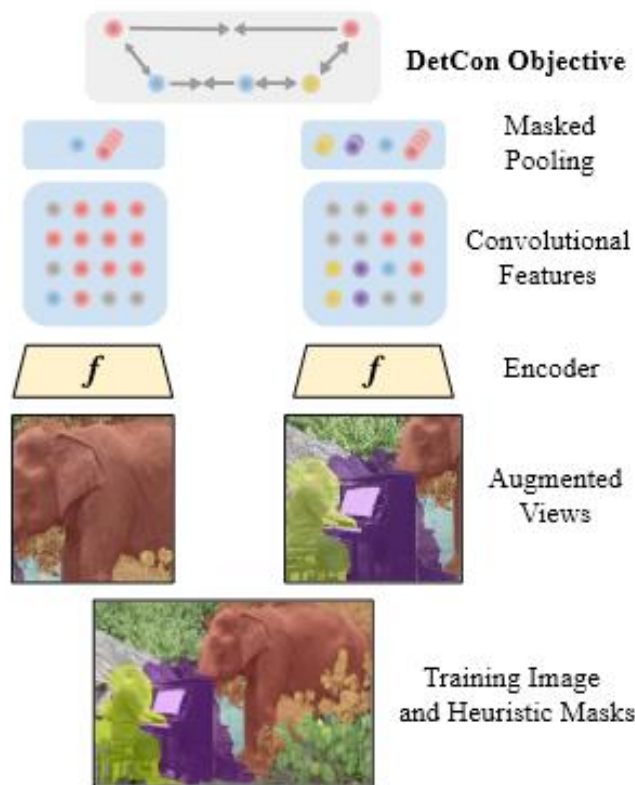 DetCon Objective
Masked
Pooling
Convolutional
Features
f
f
Encoder
Augmented
Views
Training Image
and Heuristic Masks